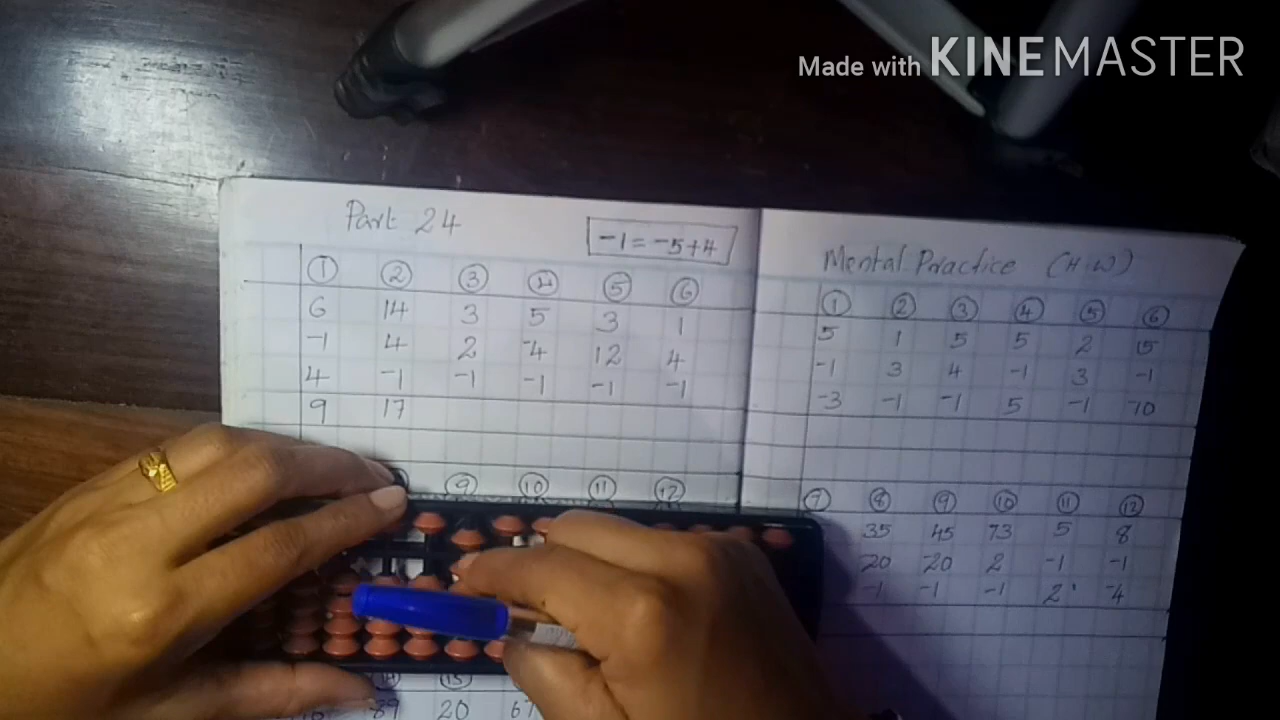 Made with KINEMASTER
Part 24
-1 = -5+4
① ② ③ ④ ⑤ ⑥
6 14 3 5 3 1
-1 4 2 -4 12 4
4 -1 -1 -1 -1 -1
9 17
⑨ ⑩ ⑪ ⑫
89 20
Mental Practice (H.W)
① ② ③ ④ ⑤ ⑥
5 1 5 5 2 15
-1 3 4 -1 3 -1
-3 -1 -1 5 -1
⑦ ⑧ ⑨ ⑩ ⑪ ⑫
35 45 73 5 8
20 20 2 -1 -1
-1 -1 -1 2 -4